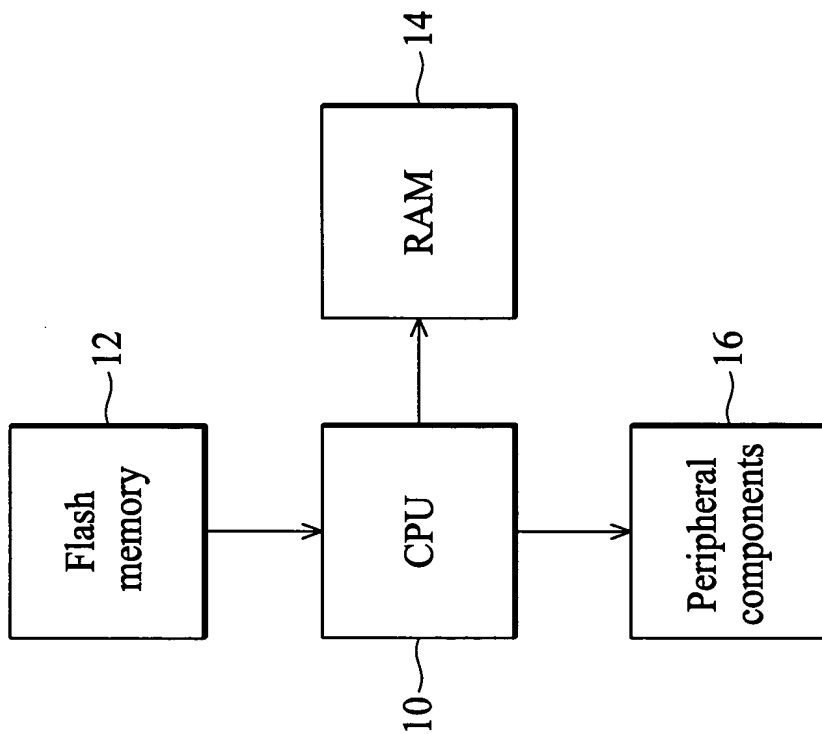 14
RAM
12
16
Flash
memory
CPU
Peripheral
components
10